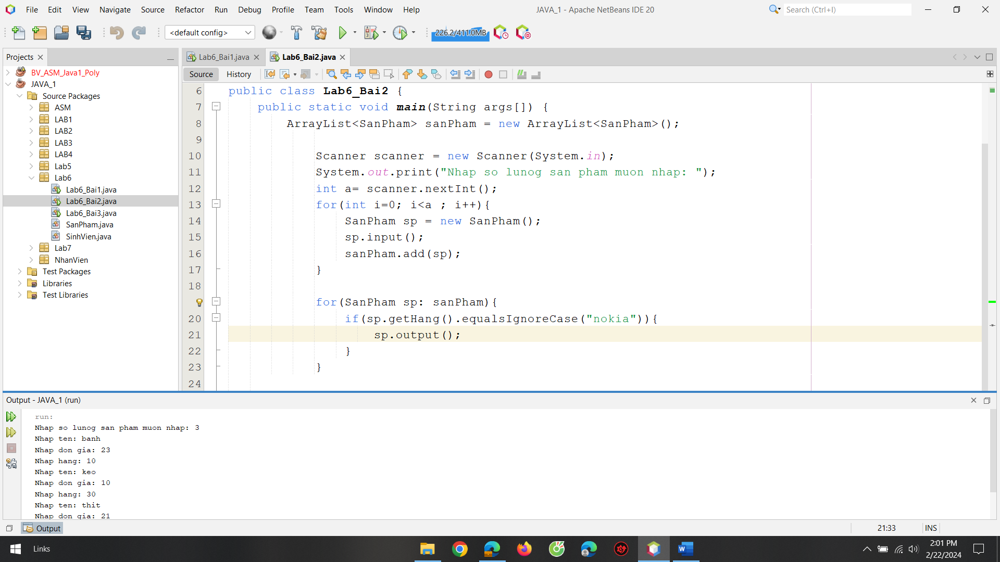 File Edit View Navigate Source Refactor Run Debug Profile Team Tools Window Help
JAVA_1 - Apache NetBeans IDE 20
Search (Ctrl+I)
<default config>
226.2/411.0MB
Projects
Lab6_Bai1.java
Lab6_Bai2.java
Source History
BV_ASM_Java1_Poly
JAVA_1
Source Packages
ASM
LAB1
LAB2
LAB3
LAB4
Lab5
Lab6
Lab6_Bai1.java
Lab6_Bai2.java
Lab6_Bai3.java
SanPham.java
SinhVien.java
Lab7
NhanVien
Test Packages
Libraries
Test Libraries
6 public class Lab6_Bai2 {
7 public static void main(String args[]) {
8 ArrayList<SanPham> sanPham = new ArrayList<SanPham>();
9
10 Scanner scanner = new Scanner(System.in);
11 System.out.print("Nhap so lunog san pham muon nhap: ");
12 int a= scanner.nextInt();
13 for(int i=0; i<a ; i++){
14 SanPham sp = new SanPham();
15 sp.input();
16 sanPham.add(sp);
17 }
18
for(SanPham sp: sanPham){
20 if(sp.getHang().equalsIgnoreCase("nokia")){
21 sp.output();
22 }
23 }
24
Output - JAVA_1 (run)
run:
Nhap so lunog san pham muon nhap: 3
Nhap ten: banh
Nhap don gia: 23
Nhap hang: 10
Nhap ten: keo
Nhap don gia: 10
Nhap hang: 30
Nhap ten: thit
Nhap don gia: 21
Output
21:33 INS
Links
2:01 PM
2/22/2024